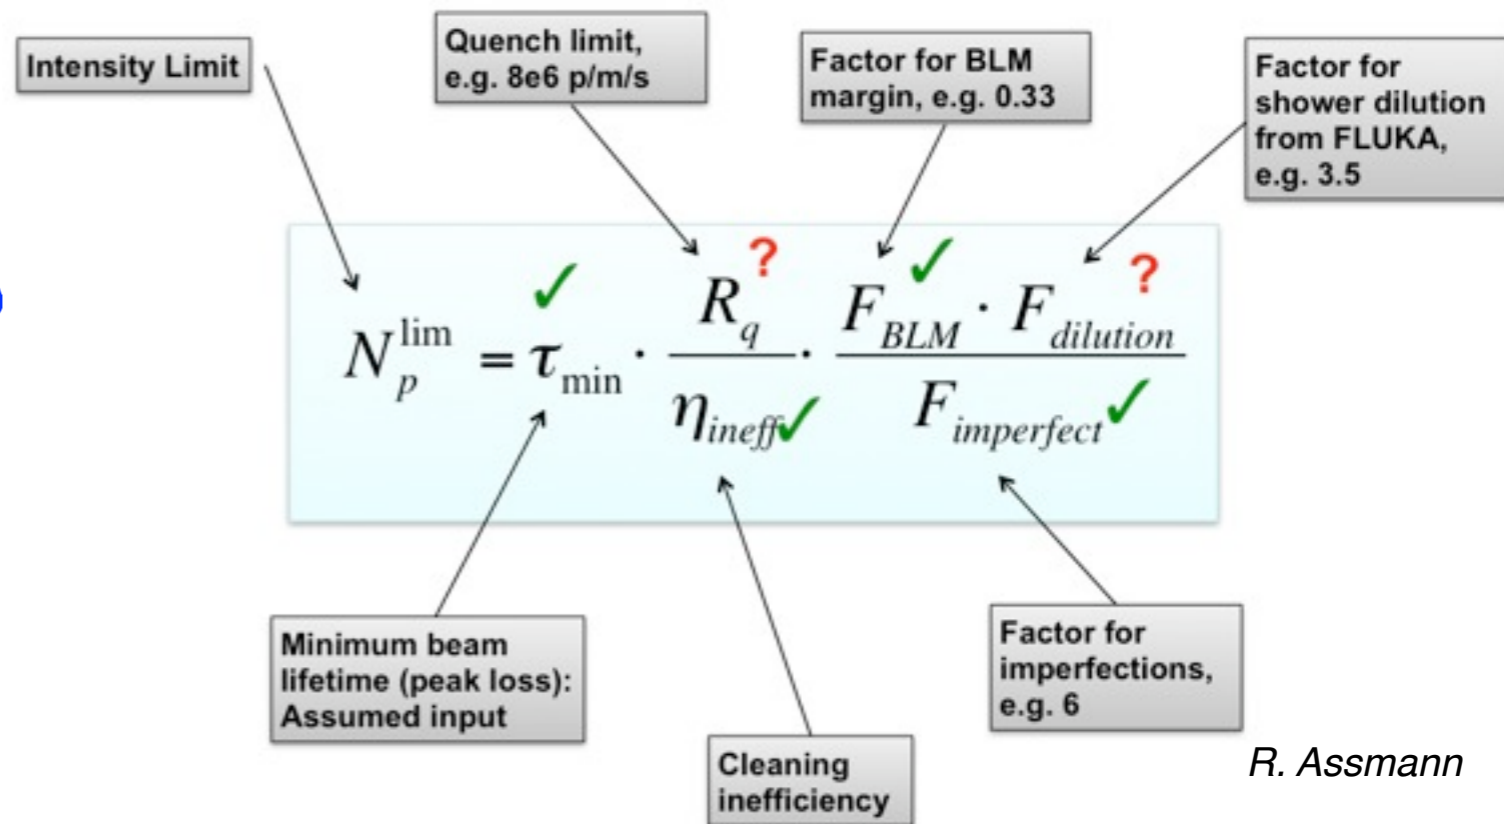 Intensity Limit
Quench limit,
e.g. 8e6 p/m/s
Factor for BLM
margin, e.g. 0.33
Factor for
shower dilution
from FLUKA,
e.g. 3.5
N_p^lim = τ_min · R_q / η_ineff · F_BLM · F_dilution / F_imperfect
✓ ? ✓ ? ✓ ✓
Minimum beam
lifetime (peak loss):
Assumed input
Cleaning
inefficiency
Factor for
imperfections,
e.g. 6
R. Assmann